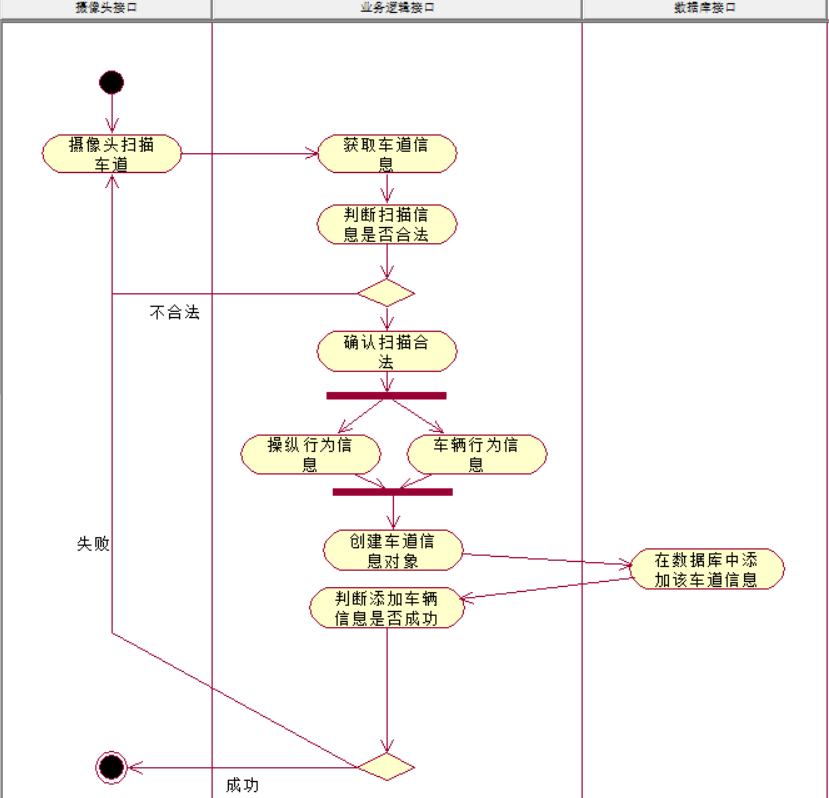 摄像头接口
业务逻辑接口
数据库接口
摄像头扫描
车道
获取车道信
息
判断扫描信
息是否合法
不合法
确认扫描合
法
操纵行为信
息
车辆行为信
息
失败
创建车道信
息对象
在数据库中添
加该车道信息
判断添加车辆
信息是否成功
成功